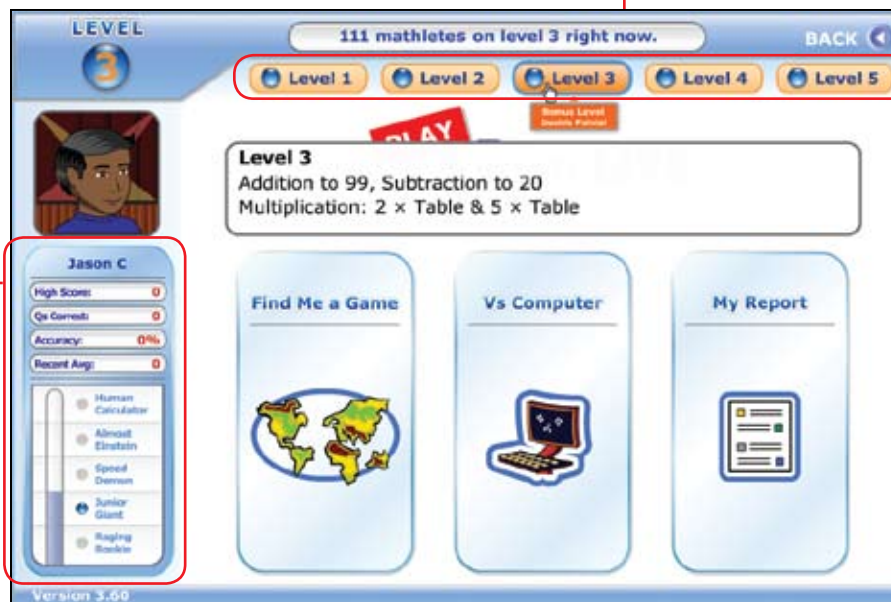 LEVEL
3
111 mathletes on level 3 right now.
BACK
Level 1
Level 2
Level 3
Level 4
Level 5
Bonus Level
Double Points!
PLAY
Level 3
Addition to 99, Subtraction to 20
Multiplication: 2 × Table & 5 × Table
Jason C
High Score: 0
Qs Correct: 0
Accuracy: 0%
Recent Avg: 0
Human
Calculator
Almost
Einstein
Speed
Demon
Junior
Giant
Raging
Rookie
Find Me a Game
Vs Computer
My Report
Version 3.60